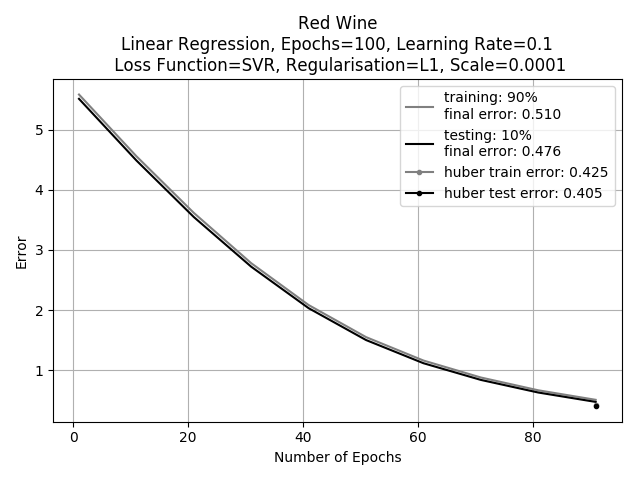 Red Wine
Linear Regression, Epochs=100, Learning Rate=0.1
Loss Function=SVR, Regularisation=L1, Scale=0.0001
training: 90%
final error: 0.510
testing: 10%
final error: 0.476
huber train error: 0.425
huber test error: 0.405
Error
5
4
3
2
1
0 20 40 60 80
Number of Epochs